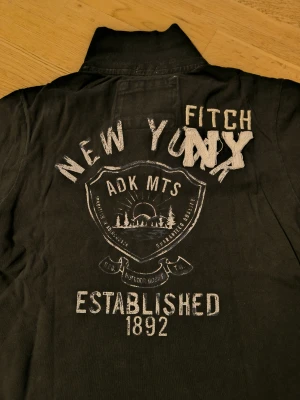 FITCH
NY
NEW YORK
ADK MTS
ESTABLISHED
1892